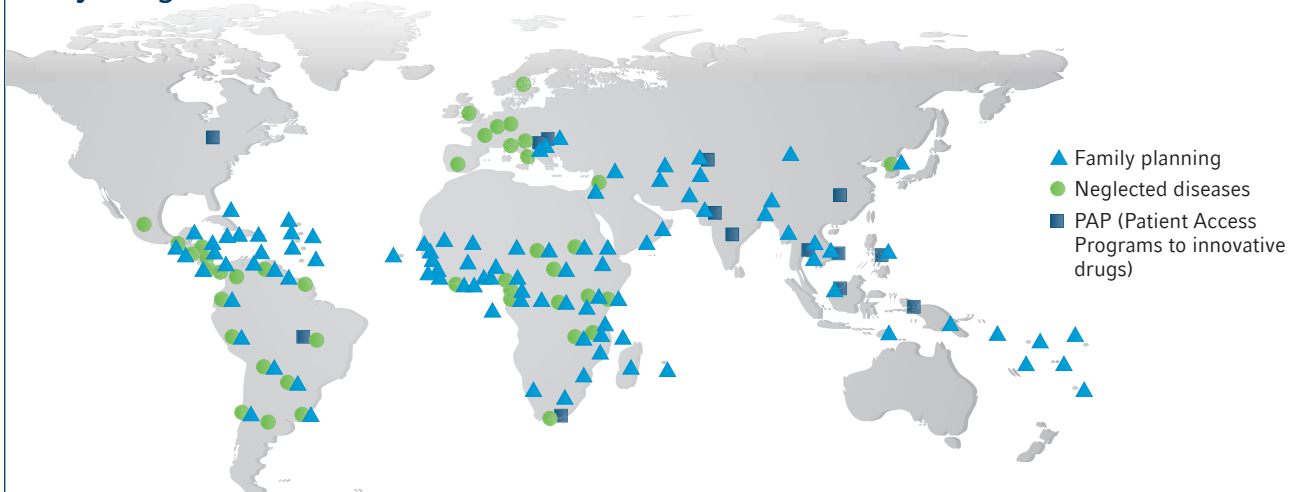 Family planning
Neglected diseases
PAP (Patient Access
Programs to innovative
drugs)